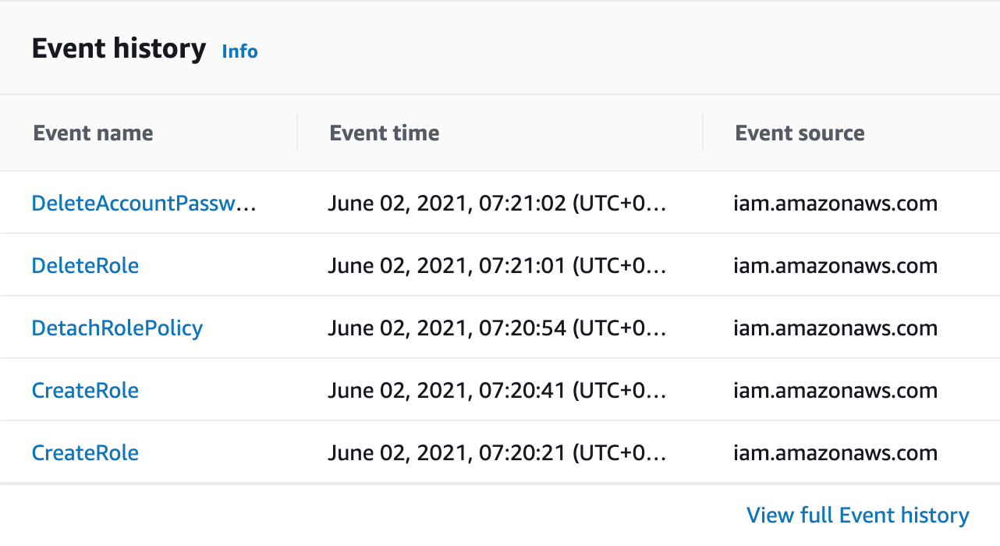 Event history Info
Event name Event time Event source
DeleteAccountPassw... June 02, 2021, 07:21:02 (UTC+0... iam.amazonaws.com
DeleteRole June 02, 2021, 07:21:01 (UTC+0... iam.amazonaws.com
DetachRolePolicy June 02, 2021, 07:20:54 (UTC+0... iam.amazonaws.com
CreateRole June 02, 2021, 07:20:41 (UTC+0... iam.amazonaws.com
CreateRole June 02, 2021, 07:20:21 (UTC+0... iam.amazonaws.com
View full Event history